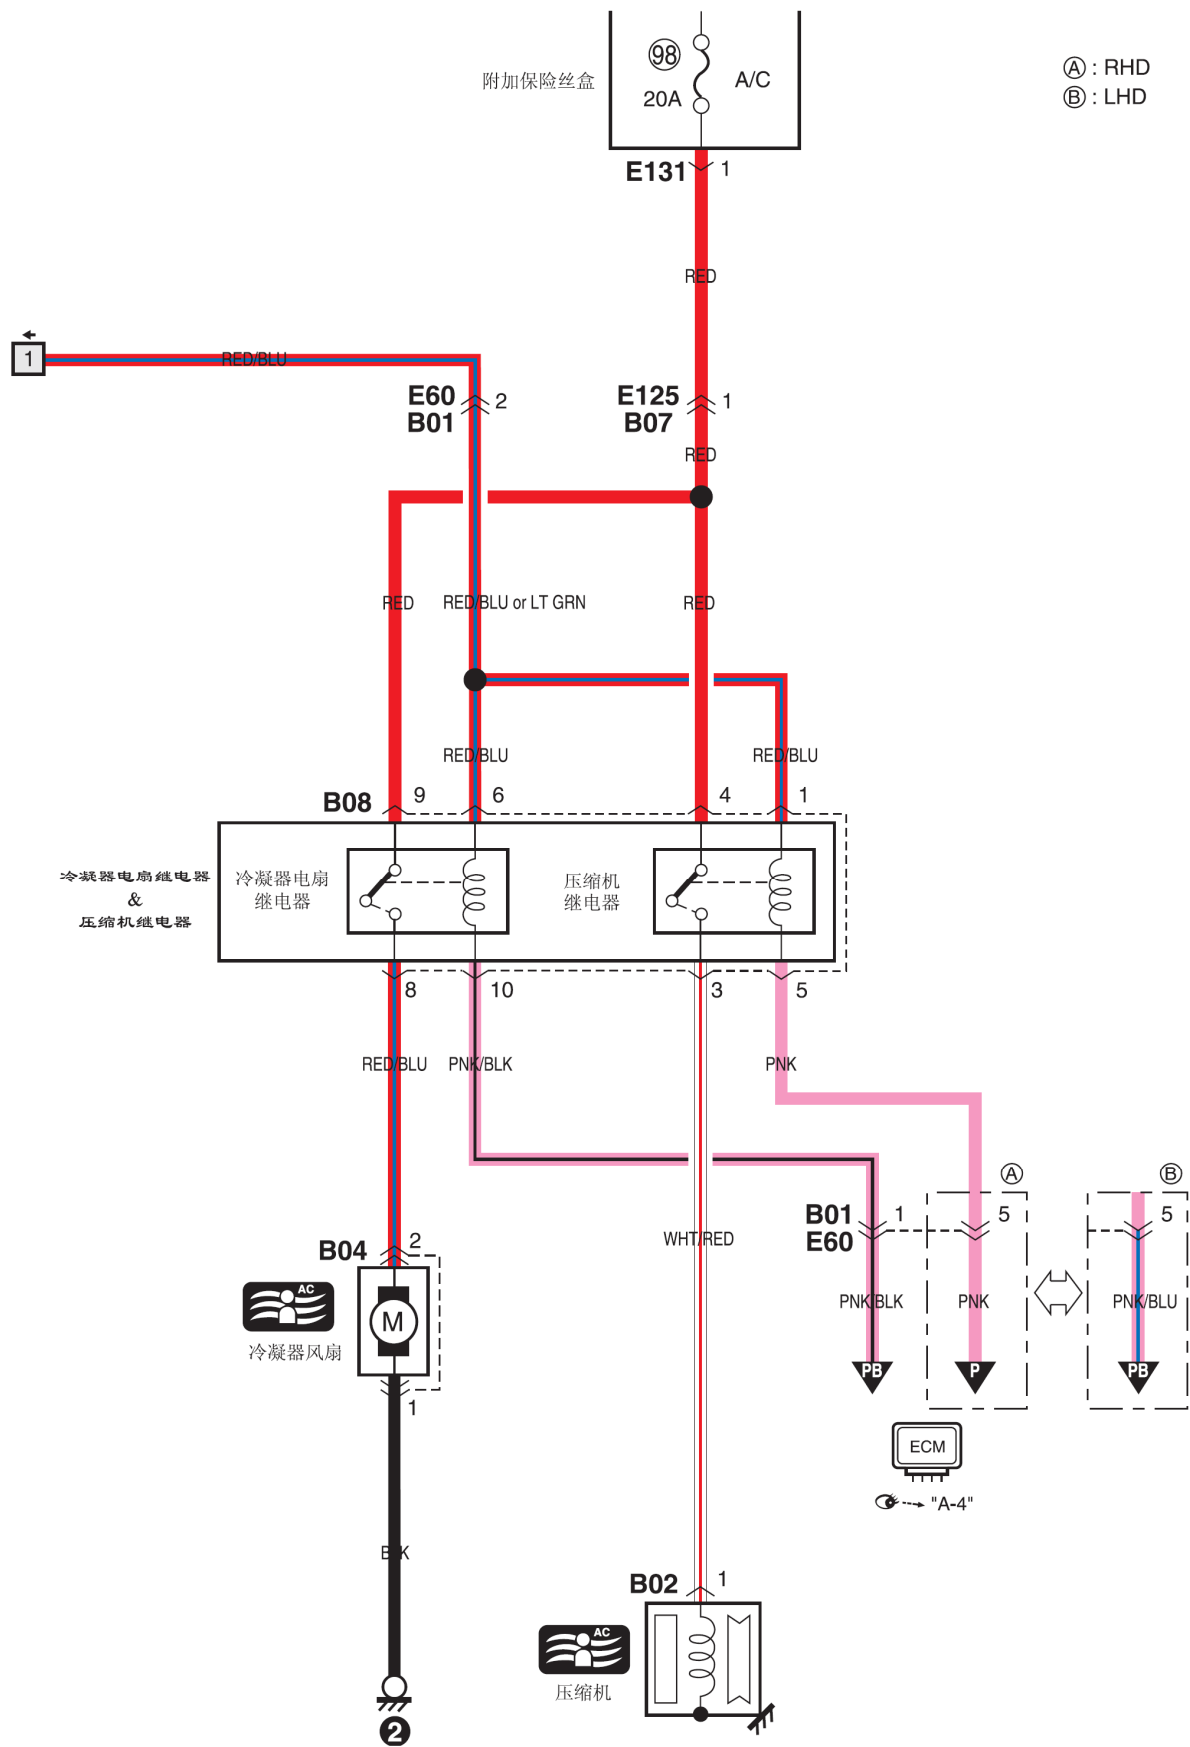 98
附加保险丝盒
20A
A/C
Ⓐ : RHD
Ⓑ : LHD
E131
1
RED
1
RED/BLU
E60
B01
2
E125
B07
1
RED
RED
RED/BLU or LT GRN
RED
RED/BLU
RED/BLU
B08
9
6
4
1
冷凝器电扇继电器
&
压缩机继电器
冷凝器电扇
继电器
压缩机
继电器
8
10
3
5
RED/BLU
PNK/BLK
PNK
A
B
B01
E60
1
5
5
WHT/RED
B04
2
AC
M
冷凝器风扇
PNK/BLK
PNK
PNK/BLU
PB
P
PB
1
ECM
"A-4"
BLK
B02
1
AC
压缩机
2